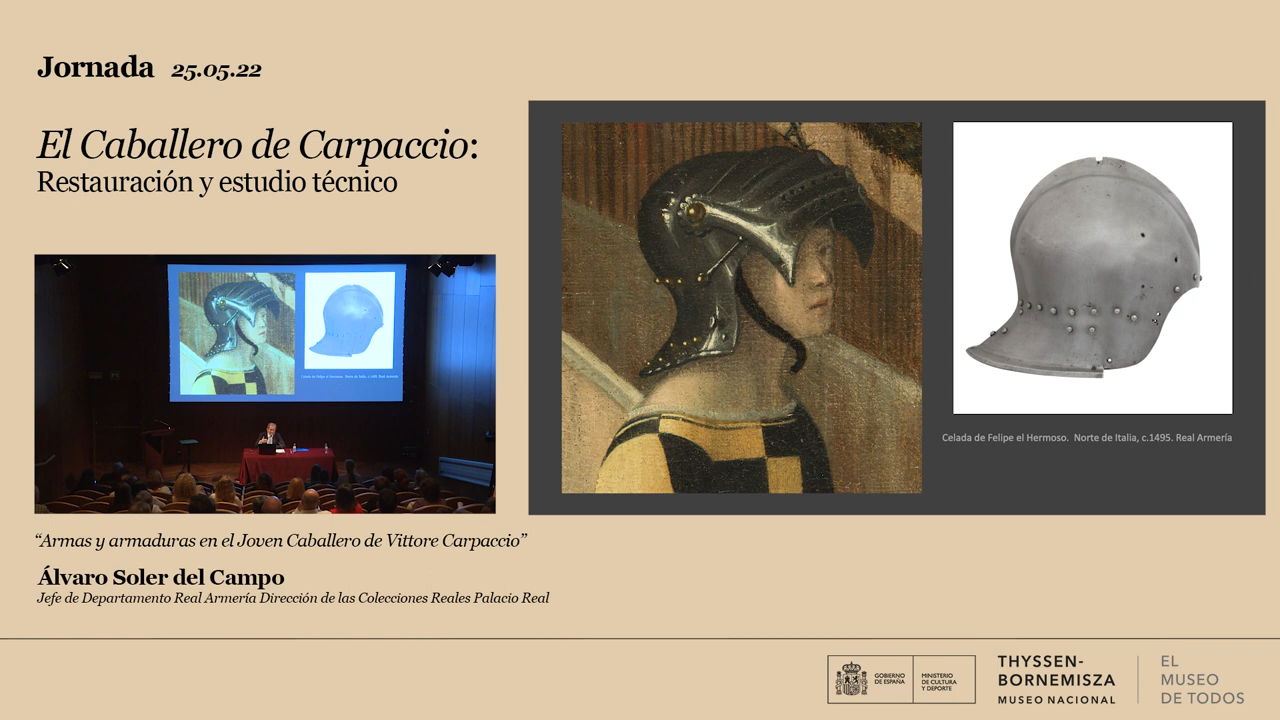 Jornada 25.05.22
El Caballero de Carpaccio:
Restauración y estudio técnico
Celada de Felipe el Hermoso. Norte de Italia, c.1495. Real Armería
“Armas y armaduras en el Joven Caballero de Vittore Carpaccio”
Álvaro Soler del Campo
Jefe de Departamento Real Armería Dirección de las Colecciones Reales Palacio Real
GOBIERNO
DE ESPAÑA
MINISTERIO
DE CULTURA
Y DEPORTE
THYSSEN-
BORNEMISZA
MUSEO NACIONAL
EL
MUSEO
DE TODOS